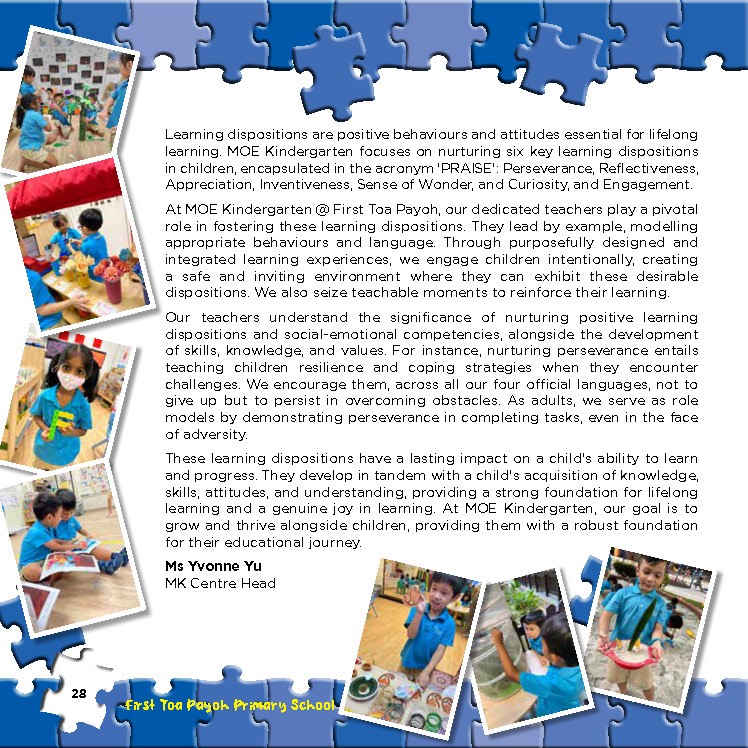 Learning dispositions are positive behaviours and attitudes essential for lifelong
learning. MOE Kindergarten focuses on nurturing six key learning dispositions
in children, encapsulated in the acronym 'PRAISE': Perseverance, Reflectiveness,
Appreciation, Inventiveness, Sense of Wonder, and Curiosity, and Engagement.
At MOE Kindergarten @ First Toa Payoh, our dedicated teachers play a pivotal
role in fostering these learning dispositions. They lead by example, modelling
appropriate behaviours and language. Through purposefully designed and
integrated learning experiences, we engage children intentionally, creating
a safe and inviting environment where they can exhibit these desirable
dispositions. We also seize teachable moments to reinforce their learning.
Our teachers understand the significance of nurturing positive learning
dispositions and social-emotional competencies, alongside the development
of skills, knowledge, and values. For instance, nurturing perseverance entails
teaching children resilience and coping strategies when they encounter
challenges. We encourage them, across all our four official languages, not to
give up but to persist in overcoming obstacles. As adults, we serve as role
models by demonstrating perseverance in completing tasks, even in the face
of adversity.
These learning dispositions have a lasting impact on a child's ability to learn
and progress. They develop in tandem with a child's acquisition of knowledge,
skills, attitudes, and understanding, providing a strong foundation for lifelong
learning and a genuine joy in learning. At MOE Kindergarten, our goal is to
grow and thrive alongside children, providing them with a robust foundation
for their educational journey.
Ms Yvonne Yu
MK Centre Head
28
First Toa Payoh Primary School